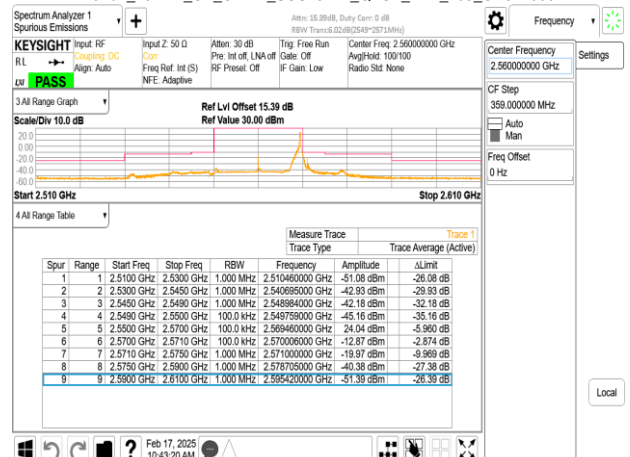 Spectrum Analyzer 1
Spurious Emissions
Attn: 15.39dB, Duty Corr: 0 dB
RBW Trans:6.02dB(2549~2571MHz)
Frequency
KEYSIGHT
RL
PASS
Input: RF
Coupling: DC
Align: Auto
Input Z: 50 Ω
Corr
Freq Ref: Int (S)
NFE: Adaptive
Atten: 30 dB
Pre: Int off, LNA off
RF Presel: Off
Trig: Free Run
Gate: Off
IF Gain: Low
Center Freq: 2.560000000 GHz
Avg|Hold: 100/100
Radio Std: None
Center Frequency
2.560000000 GHz
Settings
CF Step
359.000000 MHz
Auto
Man
Freq Offset
0 Hz
3 All Range Graph
Scale/Div 10.0 dB
Ref Lvl Offset 15.39 dB
Ref Value 30.00 dBm
20.0
0.00
-20.0
-40.0
-60.0
Start 2.510 GHz
Stop 2.610 GHz
4 All Range Table
Measure Trace Trace 1
Trace Type Trace Average (Active)
Spur Range Start Freq Stop Freq RBW Frequency Amplitude ΔLimit
1 1 2.5100 GHz 2.5300 GHz 1.000 MHz 2.510460000 GHz -51.08 dBm -26.08 dB
2 2 2.5300 GHz 2.5450 GHz 1.000 MHz 2.540695000 GHz -42.93 dBm -29.93 dB
3 3 2.5450 GHz 2.5490 GHz 1.000 MHz 2.548984000 GHz -42.18 dBm -32.18 dB
4 4 2.5490 GHz 2.5500 GHz 100.0 kHz 2.549759000 GHz -45.16 dBm -35.16 dB
5 5 2.5500 GHz 2.5700 GHz 100.0 kHz 2.569460000 GHz 24.04 dBm -5.960 dB
6 6 2.5700 GHz 2.5710 GHz 100.0 kHz 2.570006000 GHz -12.87 dBm -2.874 dB
7 7 2.5710 GHz 2.5750 GHz 1.000 MHz 2.571000000 GHz -19.97 dBm -9.969 dB
8 8 2.5750 GHz 2.5900 GHz 1.000 MHz 2.578705000 GHz -40.38 dBm -27.38 dB
9 9 2.5900 GHz 2.6100 GHz 1.000 MHz 2.595420000 GHz -51.39 dBm -26.39 dB
Local
Feb 17, 2025
10:43:20 AM